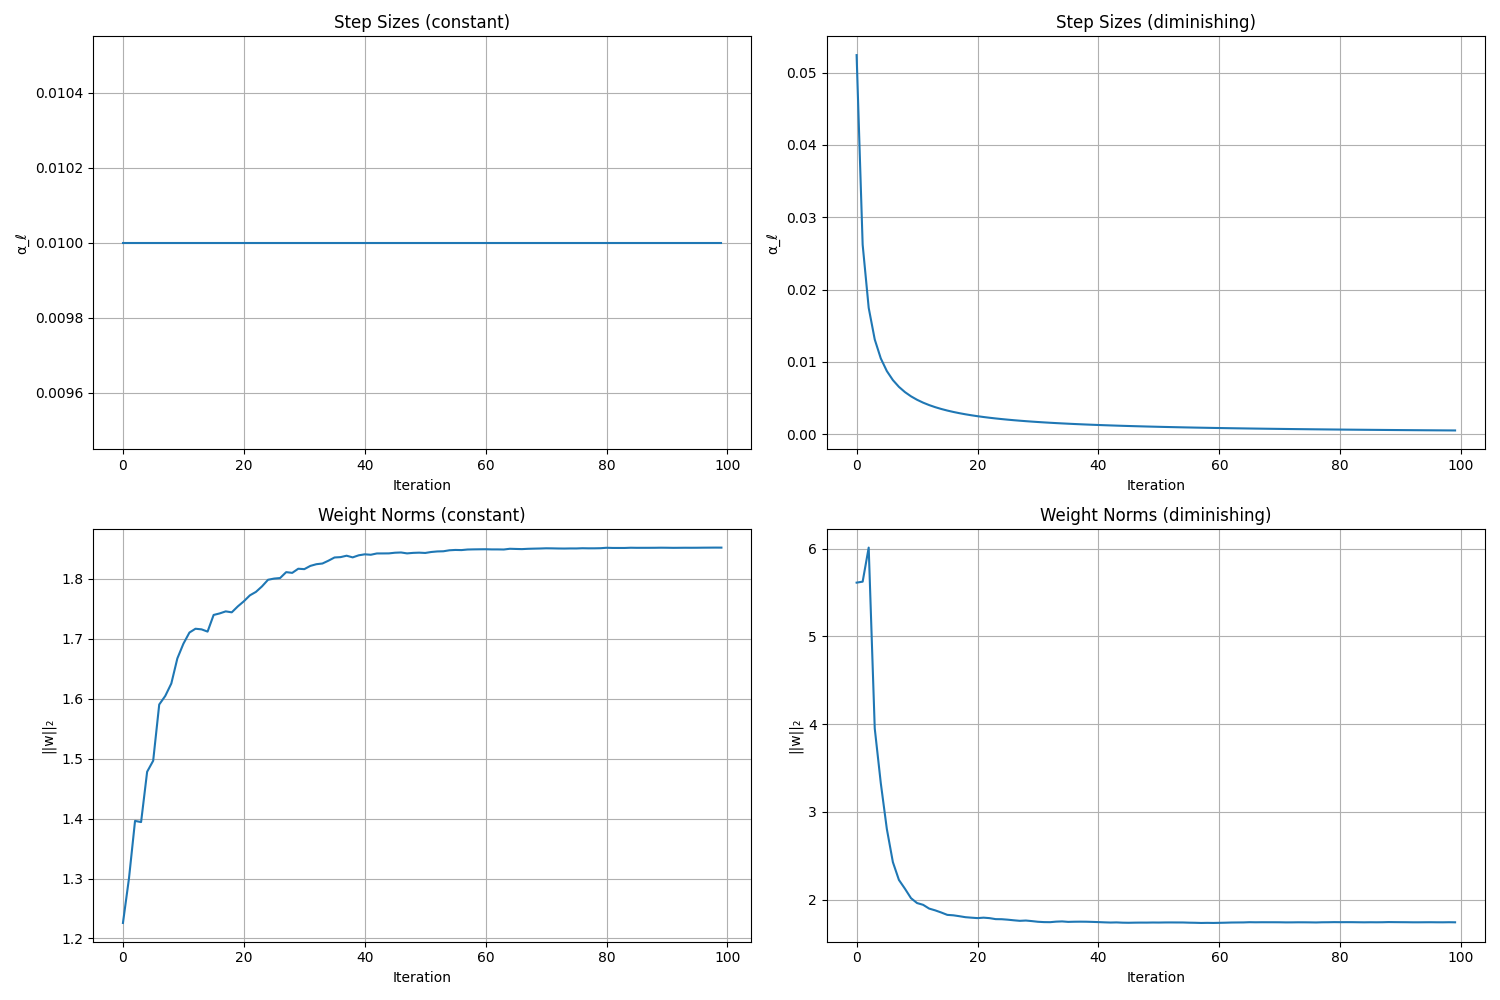 Step Sizes (constant)
α_ℓ
0.0104
0.0102
0.0100
0.0098
0.0096
0 20 40 60 80 100
Iteration
Step Sizes (diminishing)
α_ℓ
0.05
0.04
0.03
0.02
0.01
0.00
0 20 40 60 80 100
Iteration
Weight Norms (constant)
||w||₂
1.8
1.7
1.6
1.5
1.4
1.3
1.2
0 20 40 60 80 100
Iteration
Weight Norms (diminishing)
||w||₂
6
5
4
3
2
0 20 40 60 80 100
Iteration